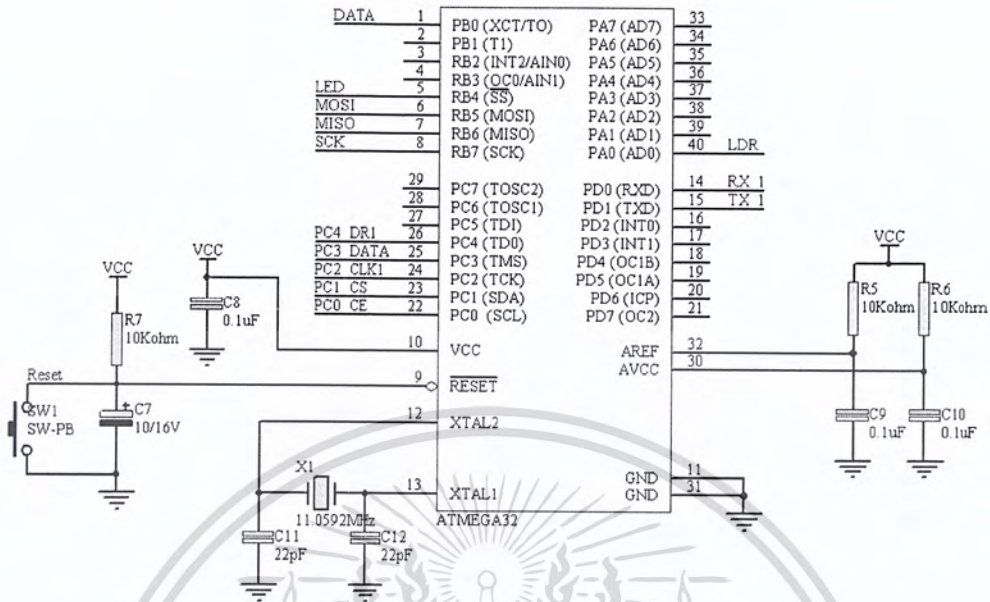 DATA 1 PB0 (XCT/TO) PA7 (AD7) 33
2 PB1 (T1) PA6 (AD6) 34
3 RB2 (INT2/AIN0) PA5 (AD5) 35
4 RB3 (OC0/AIN1) PA4 (AD4) 36
LED 5 RB4 (SS) PA3 (AD3) 37
MOSI 6 RB5 (MOSI) PA2 (AD2) 38
MISO 7 RB6 (MISO) PA1 (AD1) 39
SCK 8 RB7 (SCK) PA0 (AD0) 40 LDR
29 PC7 (TOSC2) PD0 (RXD) 14 RX 1
28 PC6 (TOSC1) PD1 (TXD) 15 TX 1
27 PC5 (TDI) PD2 (INT0) 16
PC4 DR1 26 PC4 (TD0) PD3 (INT1) 17
PC3 DATA 25 PC3 (TMS) PD4 (OC1B) 18
PC2 CLK1 24 PC2 (TCK) PD5 (OC1A) 19
PC1 CS 23 PC1 (SDA) PD6 (ICP) 20
PC0 CE 22 PC0 (SCL) PD7 (OC2) 21
VCC
VCC
VCC
R5
10Kohm
R6
10Kohm
C8
0.1uF
R7
10Kohm
10 VCC AREF 32
AVCC 30
Reset
9 RESET
SW1
SW-PB
C7
10/16V
12 XTAL2
C9
0.1uF
C10
0.1uF
X1
11.0592MHz
13 XTAL1
GND 11
GND 31
ATMEGA32
C11
22pF
C12
22pF